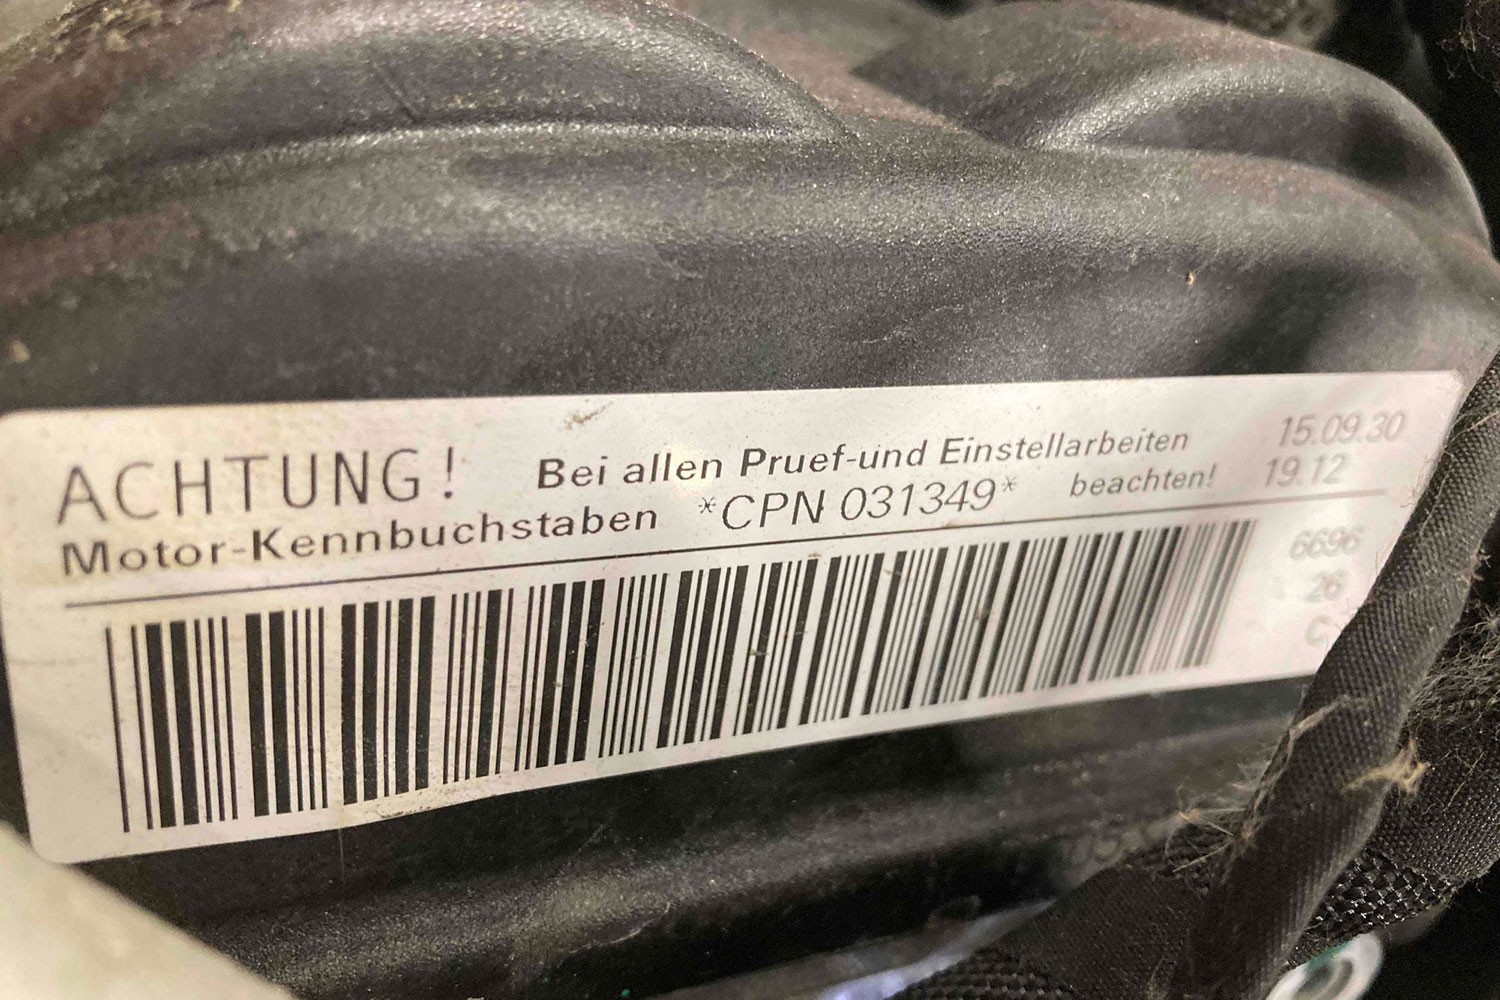 ACHTUNG! Bei allen Pruef-und Einstellarbeiten 15.09.30
Motor-Kennbuchstaben *CPN 031349* beachten! 19.12
6696
26